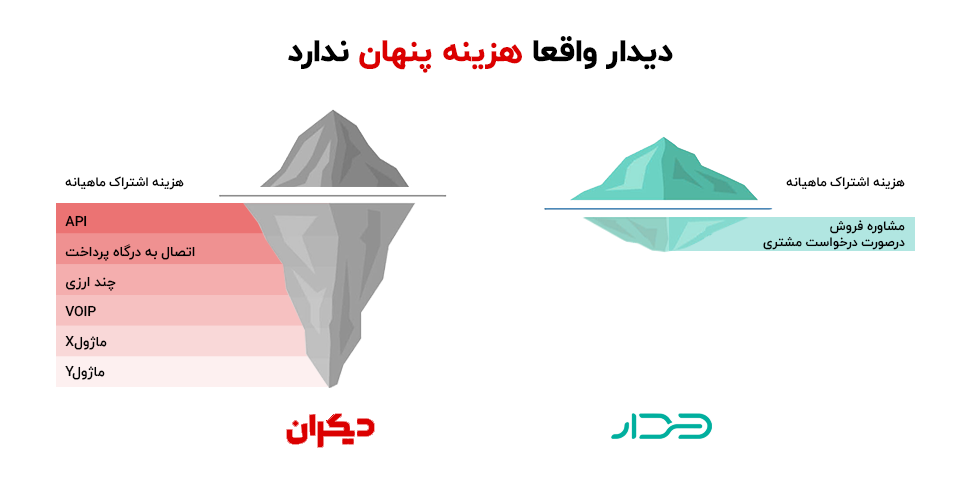 دیدار واقعا هزینه پنهان ندارد
هزینه اشتراک ماهیانه
مشاوره فروش
درصورت درخواست مشتری
دیدار
هزینه اشتراک ماهیانه
API
اتصال به درگاه پرداخت
چند ارزی
VOIP
ماژولX
ماژولY
دیگران